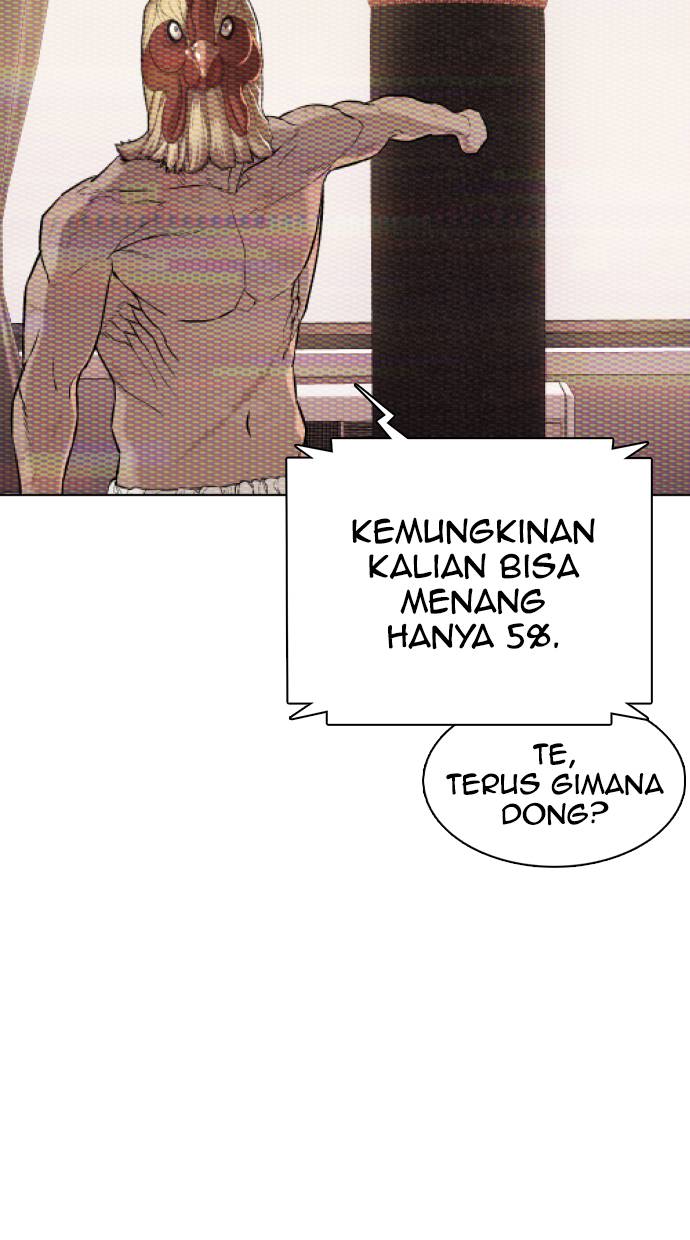 KEMUNGKINAN
KALIAN BISA
MENANG
HANYA 5%.
TE,
TERUS GIMANA
DONG?